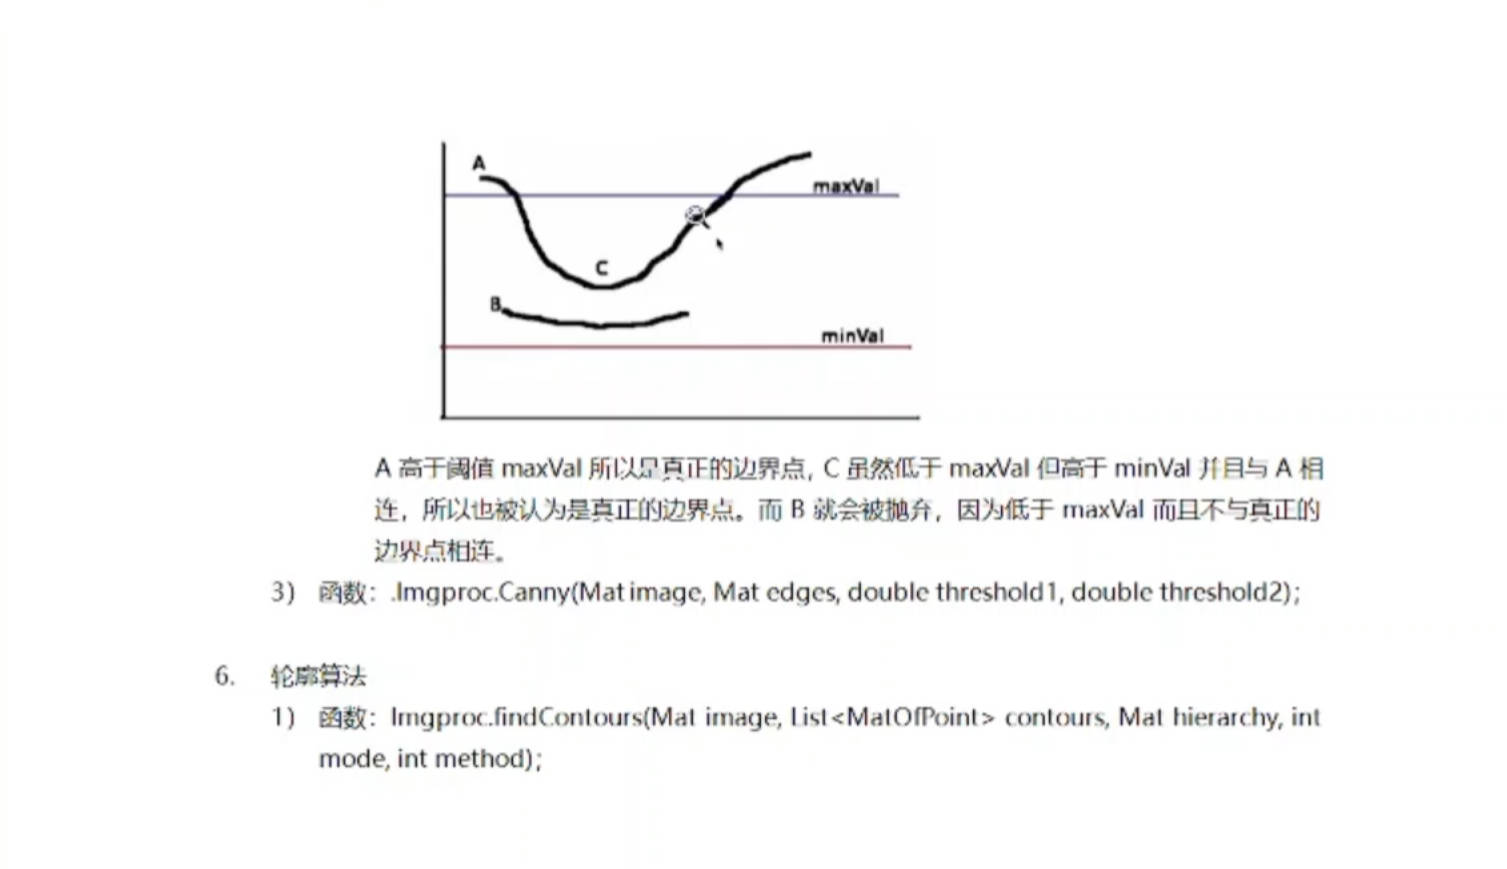 A
maxVal
C
B
minVal
A 高于阈值 maxVal 所以是真正的边界点, C 虽然低于 maxVal 但高于 minVal 并且与 A 相
连，所以也被认为是真正的边界点。而 B 就会被抛弃，因为低于 maxVal 而且不与真正的
边界点相连。
3) 函数：.Imgproc.Canny(Mat image, Mat edges, double threshold1, double threshold2);
6. 轮廓算法
1) 函数：Imgproc.findContours(Mat image, List<MatOfPoint> contours, Mat hierarchy, int
mode, int method);